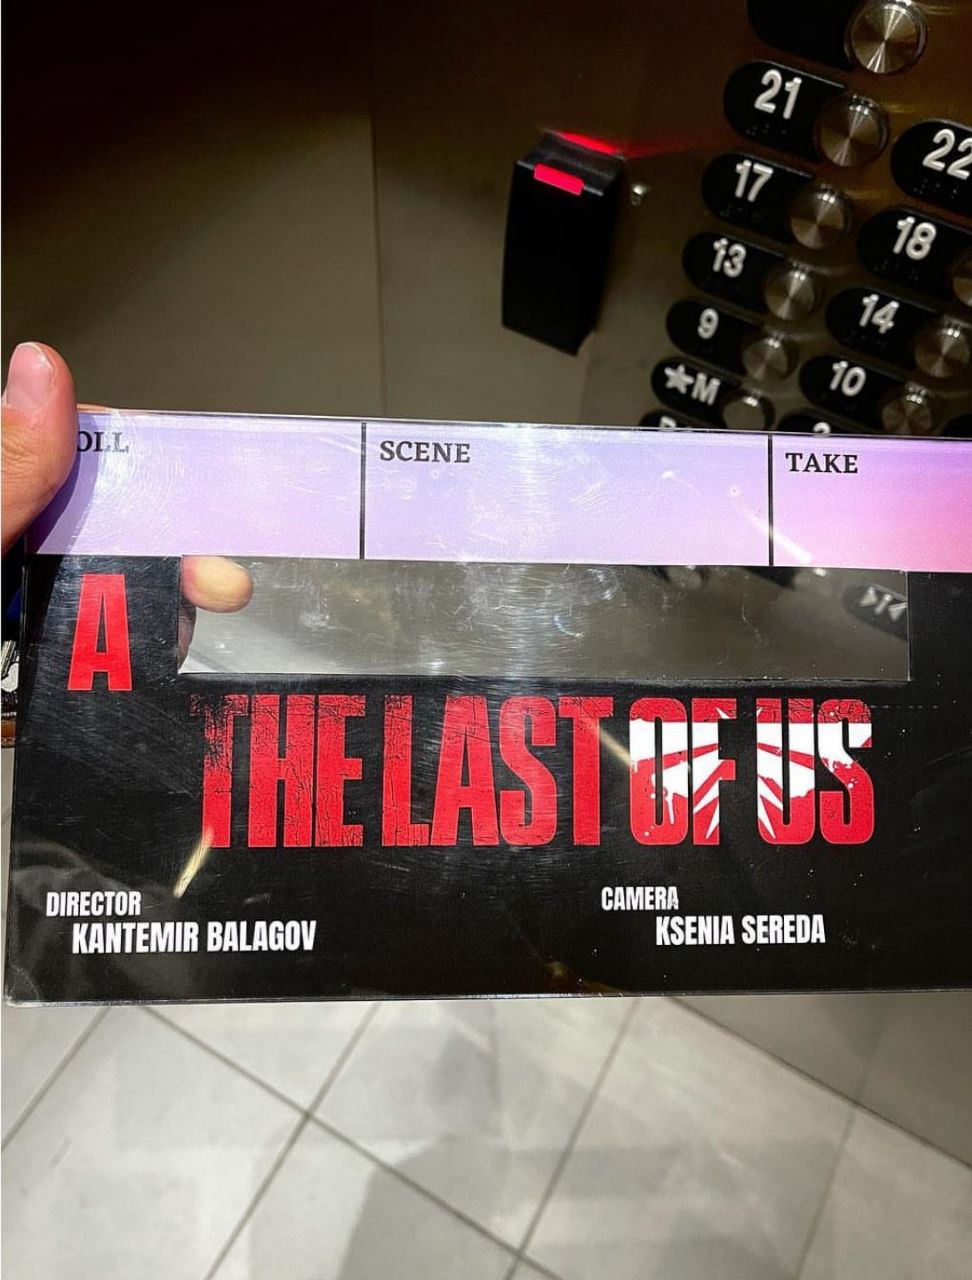 21
22
17
18
13
14
9
10
★M
OLL
SCENE
TAKE
A
THE LAST OF US
DIRECTOR
KANTEMIR BALAGOV
CAMERA
KSENIA SEREDA